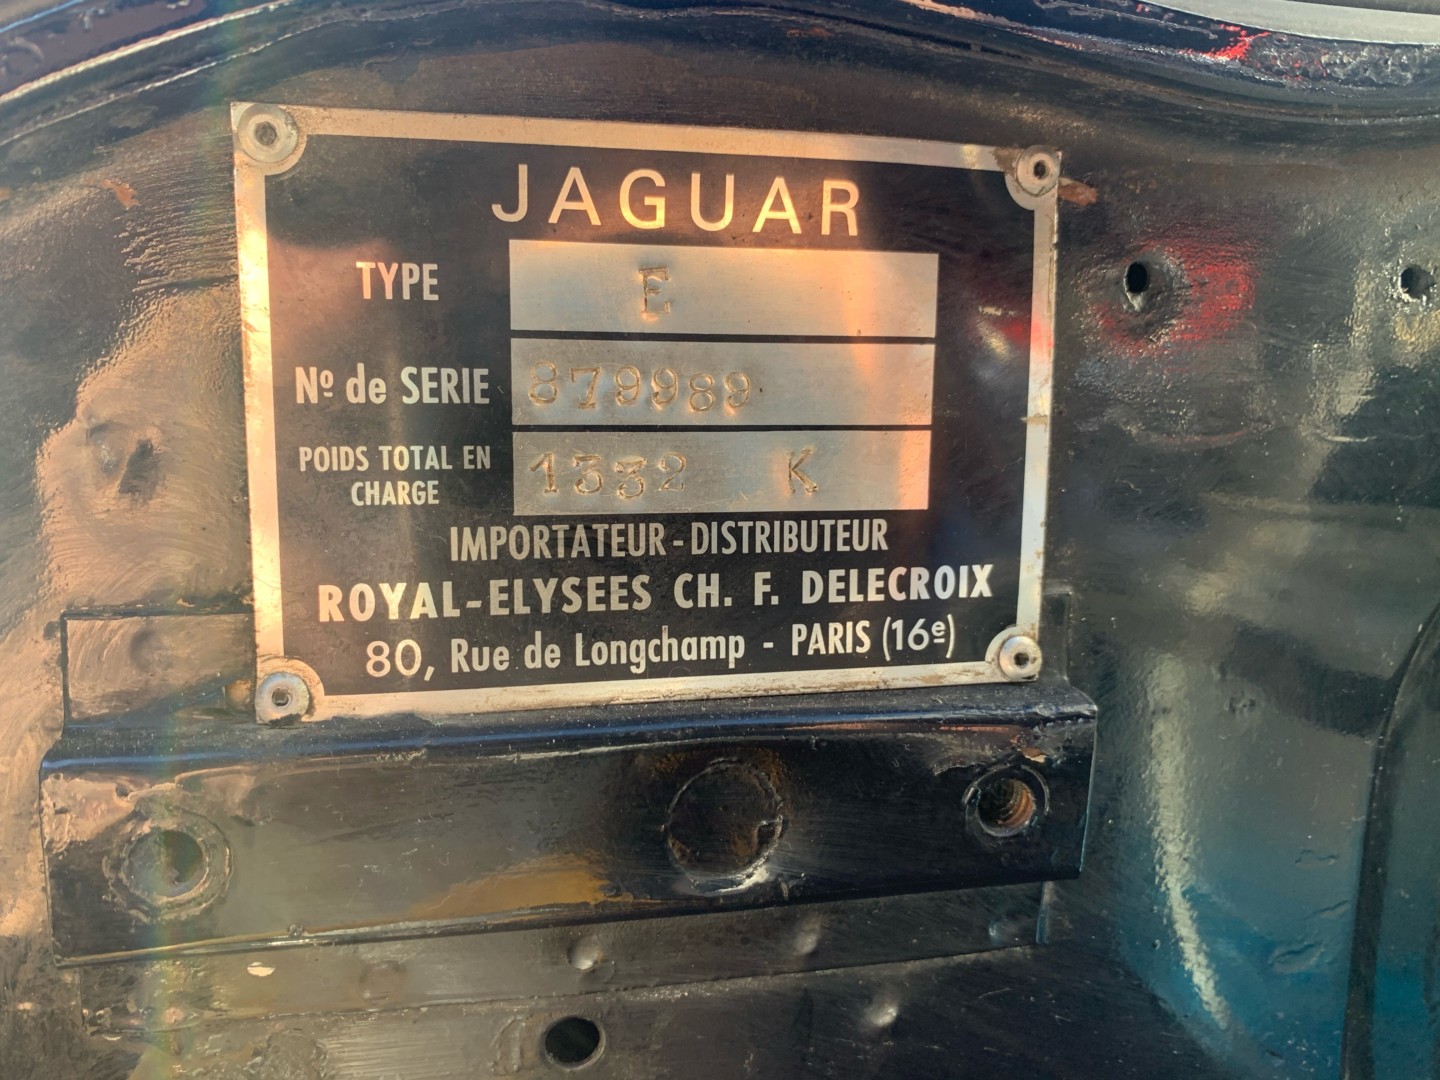 JAGUAR
TYPE E
Nº de SERIE 879989
POIDS TOTAL EN
CHARGE 1332 K
IMPORTATEUR - DISTRIBUTEUR
ROYAL-ELYSEES CH. F. DELECROIX
80, Rue de Longchamp - PARIS (16e)